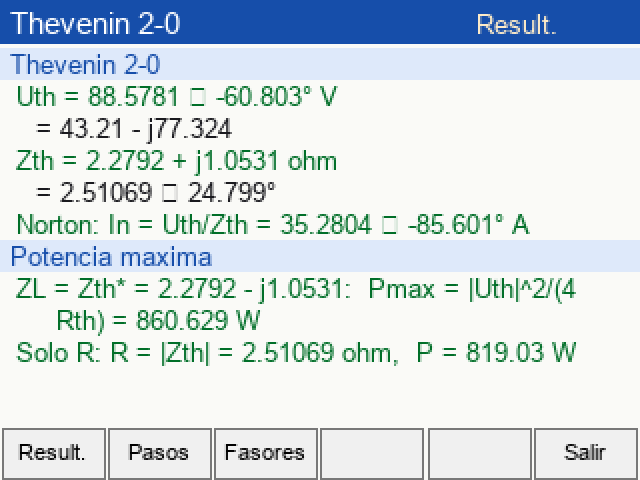 Thevenin 2-0 Result.
Thevenin 2-0
Uth = 88.5781 □ -60.803° V
= 43.21 - j77.324
Zth = 2.2792 + j1.0531 ohm
= 2.51069 □ 24.799°
Norton: In = Uth/Zth = 35.2804 □ -85.601° A
Potencia maxima
ZL = Zth* = 2.2792 - j1.0531: Pmax = |Uth|^2/(4
Rth) = 860.629 W
Solo R: R = |Zth| = 2.51069 ohm, P = 819.03 W
Result. Pasos Fasores Salir